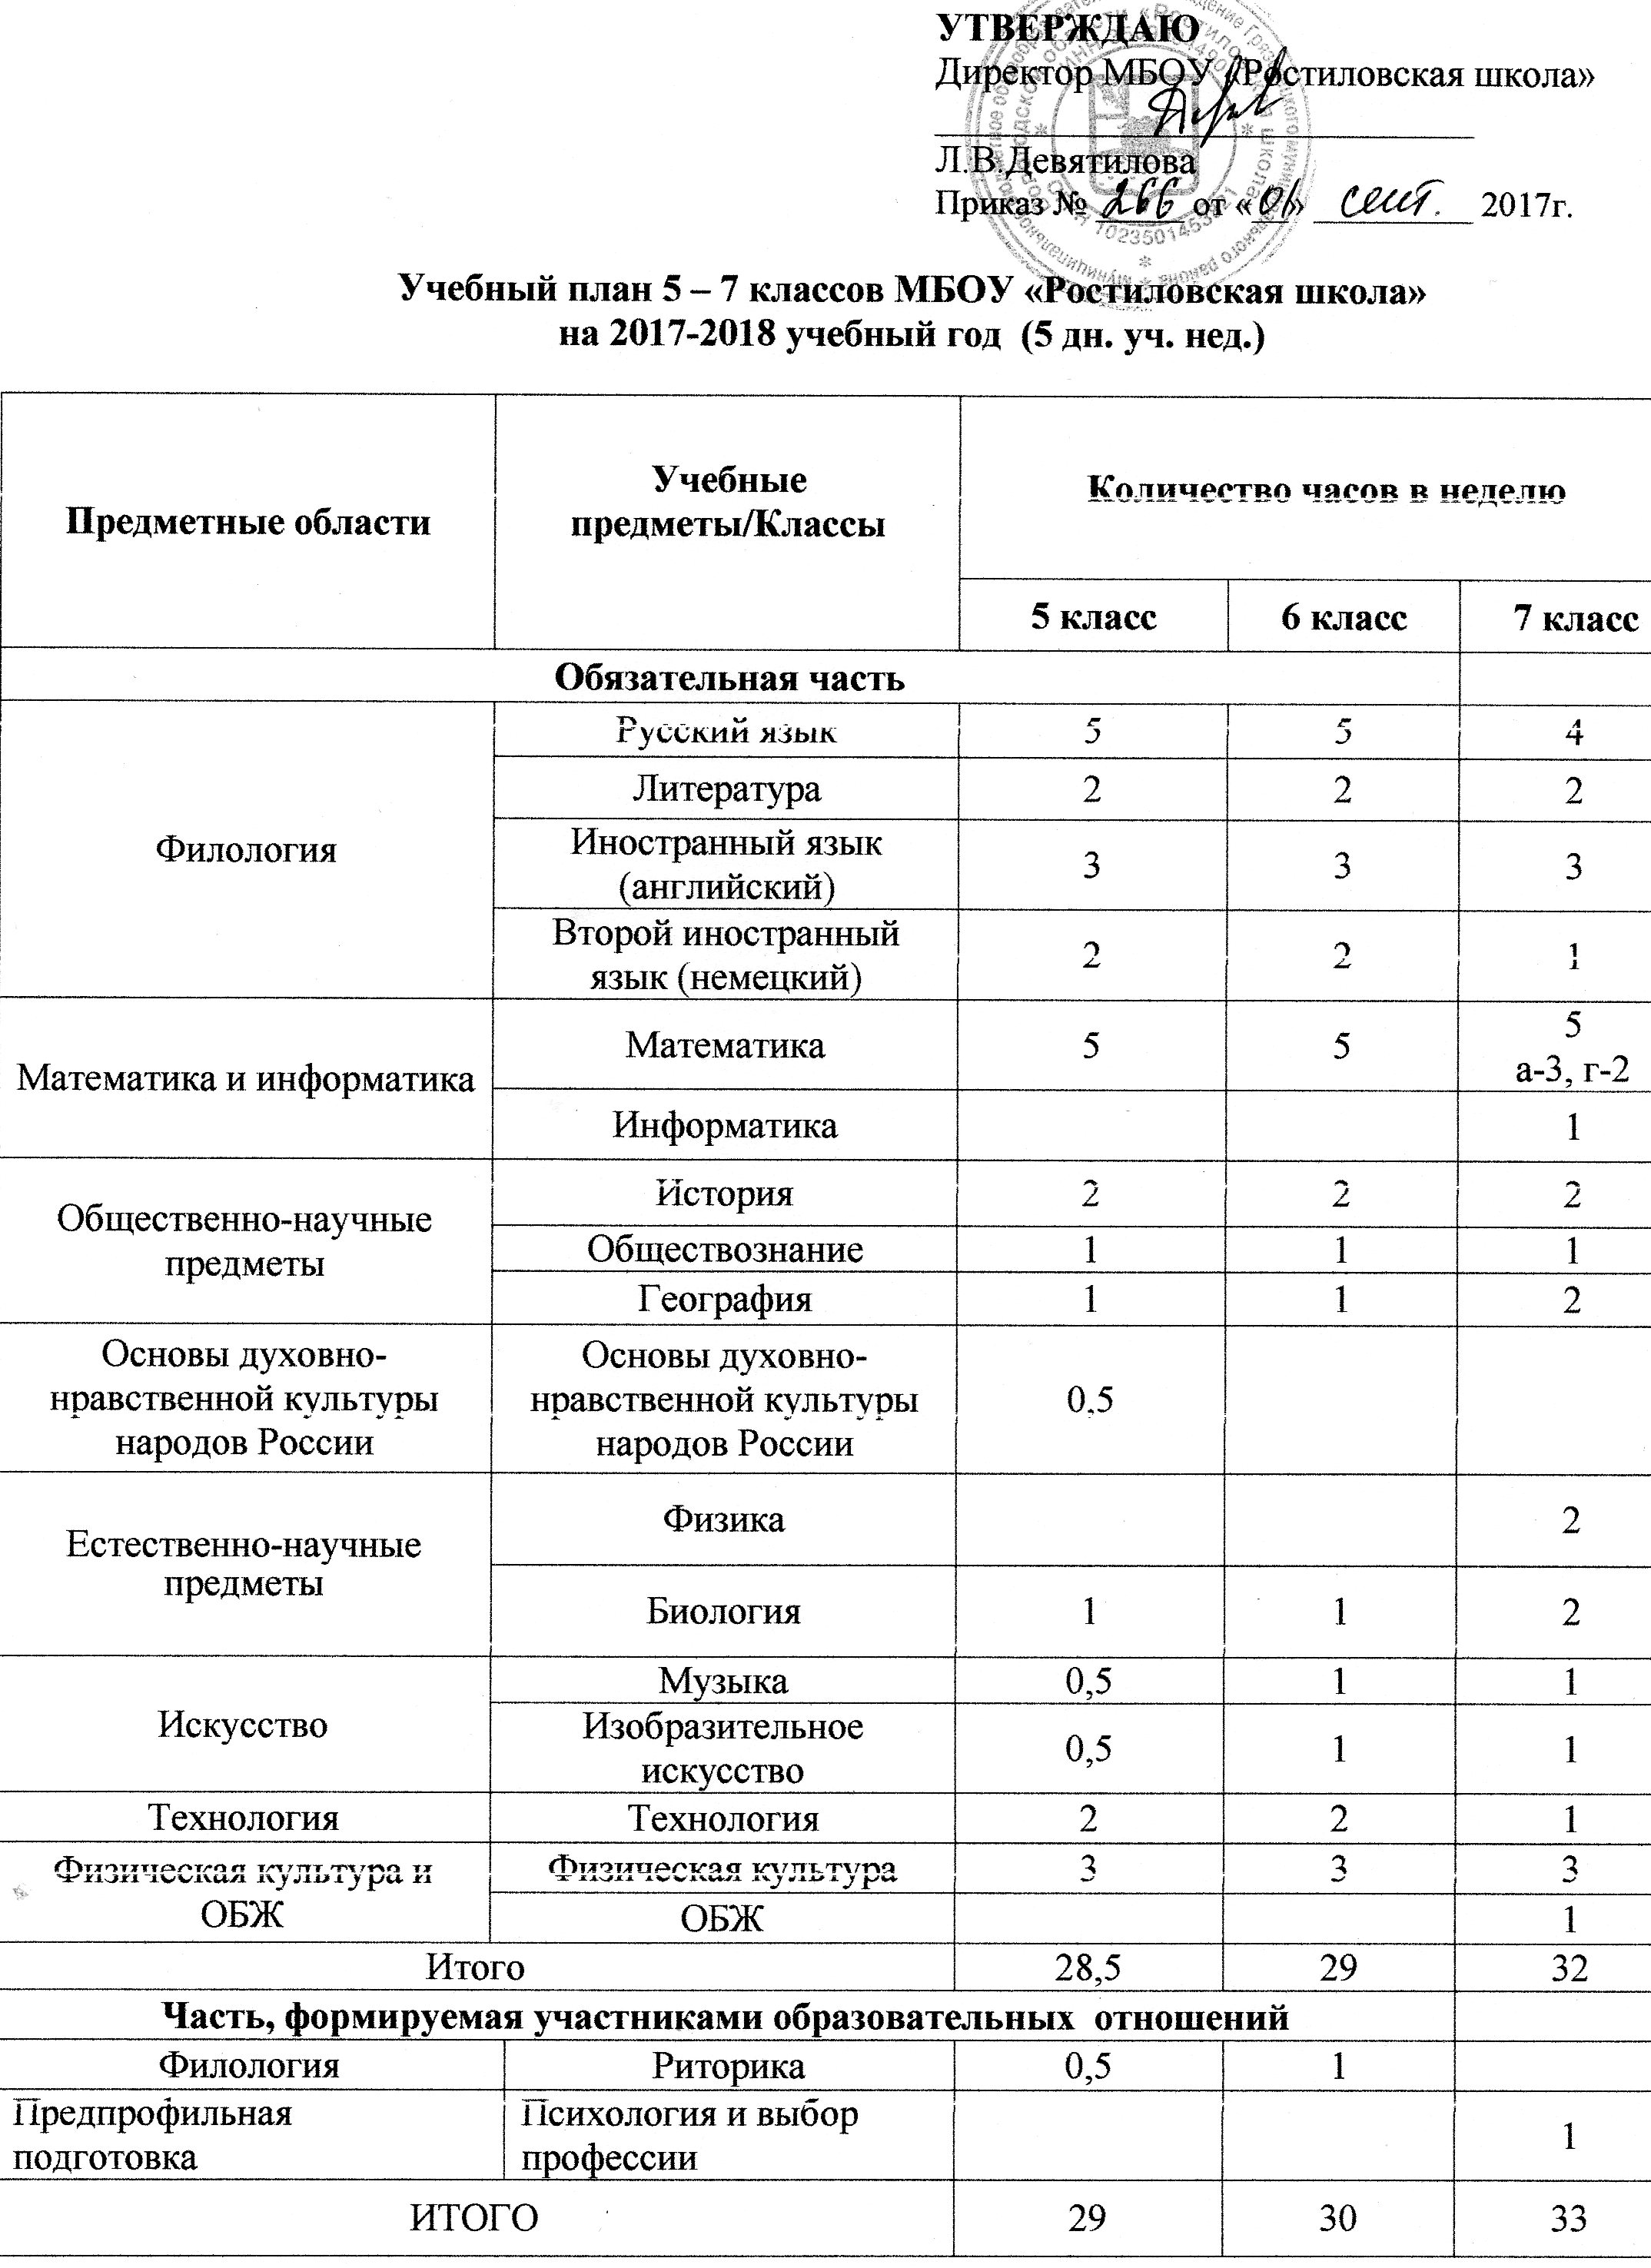 УТВЕРЖДАЮ
Директор МБОУ «Ростиловская школа»
Л.В.Девятилова
Приказ № 266 от «01» сент. 2017г.
1023501453821
Учебный план 5 – 7 классов МБОУ «Ростиловская школа»
на 2017-2018 учебный год (5 дн. уч. нед.)
Предметные области
Учебные
предметы/Классы
Количество часов в неделю
5 класс 6 класс 7 класс
Обязательная часть
Филология
Русский язык 5 5 4
Литература 2 2 2
Иностранный язык
(английский) 3 3 3
Второй иностранный
язык (немецкий) 2 2 1
Математика и информатика
Математика 5 5 5
а-3, г-2
Информатика 1
Общественно-научные
предметы
История 2 2 2
Обществознание 1 1 1
География 1 1 2
Основы духовно-
нравственной культуры
народов России
Основы духовно-
нравственной культуры
народов России
0,5
Естественно-научные
предметы
Физика 2
Биология 1 1 2
Искусство
Музыка 0,5 1 1
Изобразительное
искусство 0,5 1 1
Технология Технология 2 2 1
Физическая культура и
ОБЖ
Физическая культура 3 3 3
ОБЖ 1
Итого 28,5 29 32
Часть, формируемая участниками образовательных отношений
Филология Риторика 0,5 1
Предпрофильная
подготовка
Психология и выбор
профессии
1
ИТОГО 29 30 33